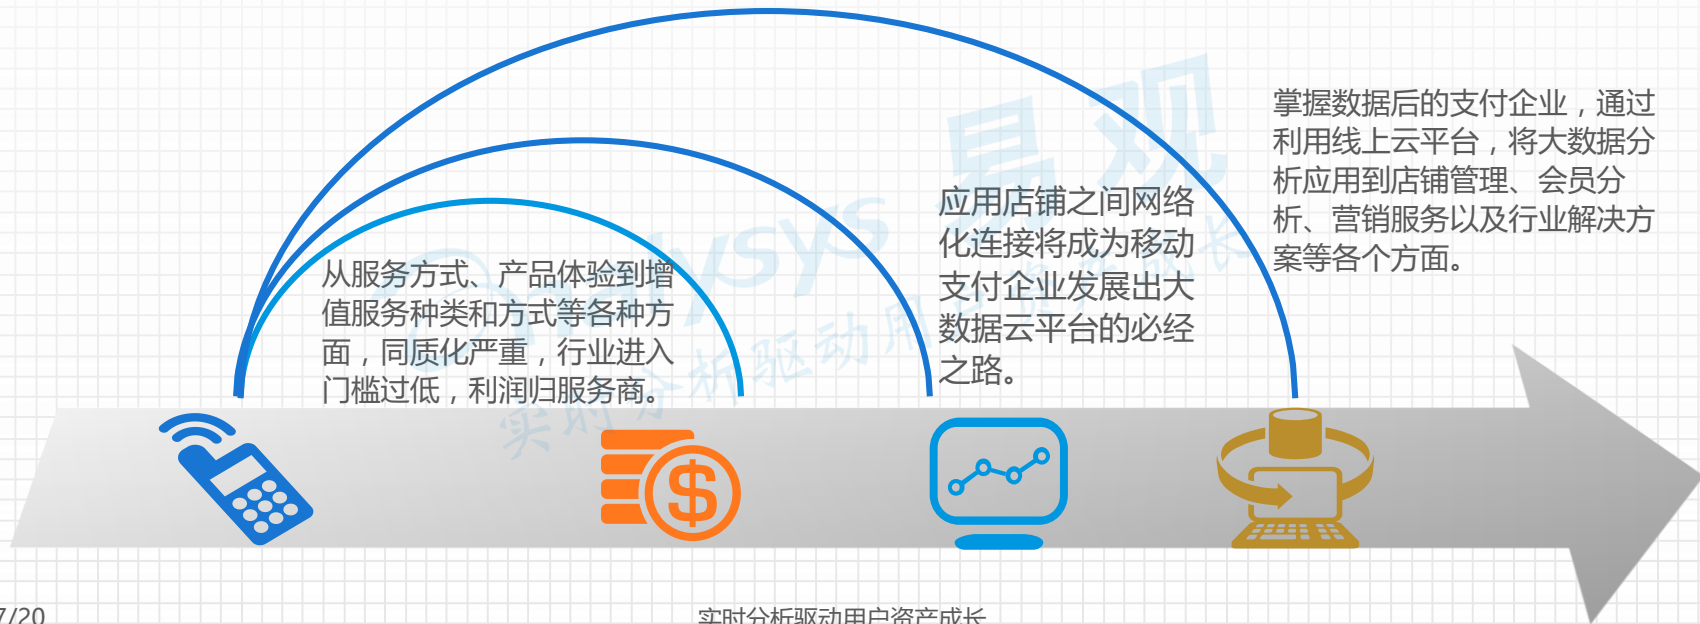 掌握数据后的支付企业，通过
利用线上云平台，将大数据分
析应用到店铺管理、会员分
析、营销服务以及行业解决方
案等各个方面。
应用店铺之间网络
化连接将成为移动
支付企业发展出大
数据云平台的必经
之路。
从服务方式、产品体验到增
值服务种类和方式等各种方
面，同质化严重，行业进入
门槛过低，利润归服务商。
analysys 易观
实时分析驱动用户资产成长
$
7/20
实时分析驱动用户资产成长